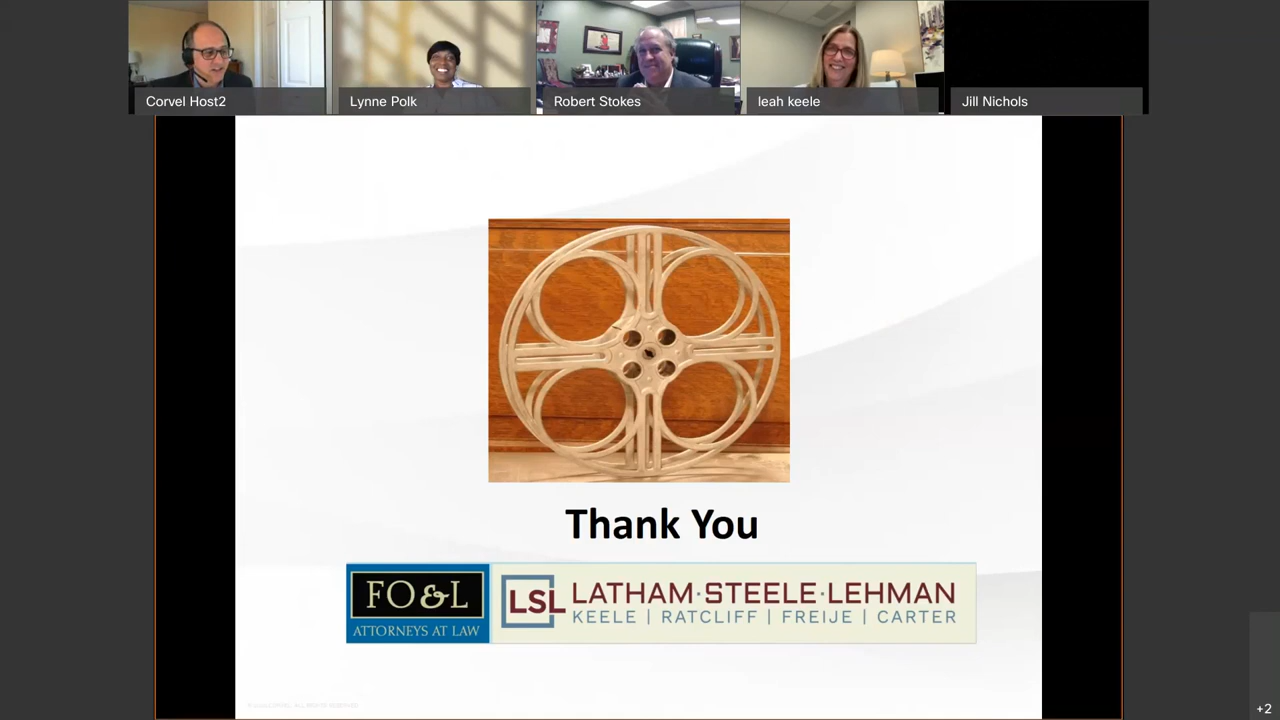 Corvel Host2
Lynne Polk
Robert Stokes
leah keele
Jill Nichols
Thank You
FO&L
ATTORNEYS AT LAW
LSL
LATHAM·STEELE·LEHMAN
KEELE | RATCLIFF | FREIJE | CARTER
+2